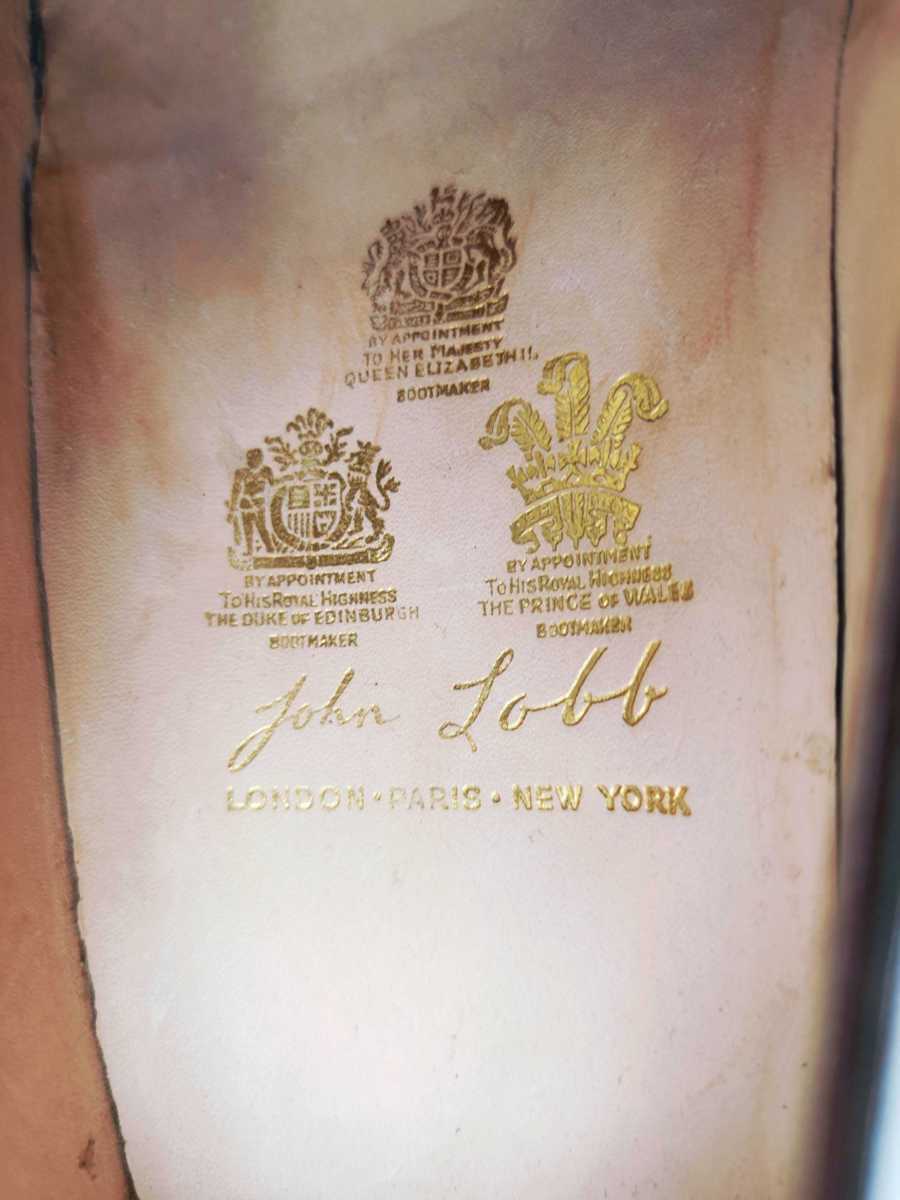 BY APPOINTMENT
TO HER MAJESTY
QUEEN ELIZABETH II.
BOOTMAKER
BY APPOINTMENT
TO HIS ROYAL HIGHNESS
THE DUKE OF EDINBURGH
BOOTMAKER
BY APPOINTMENT
TO HIS ROYAL HIGHNESS
THE PRINCE OF WALES
BOOTMAKER
John Lobb
LONDON · PARIS · NEW YORK